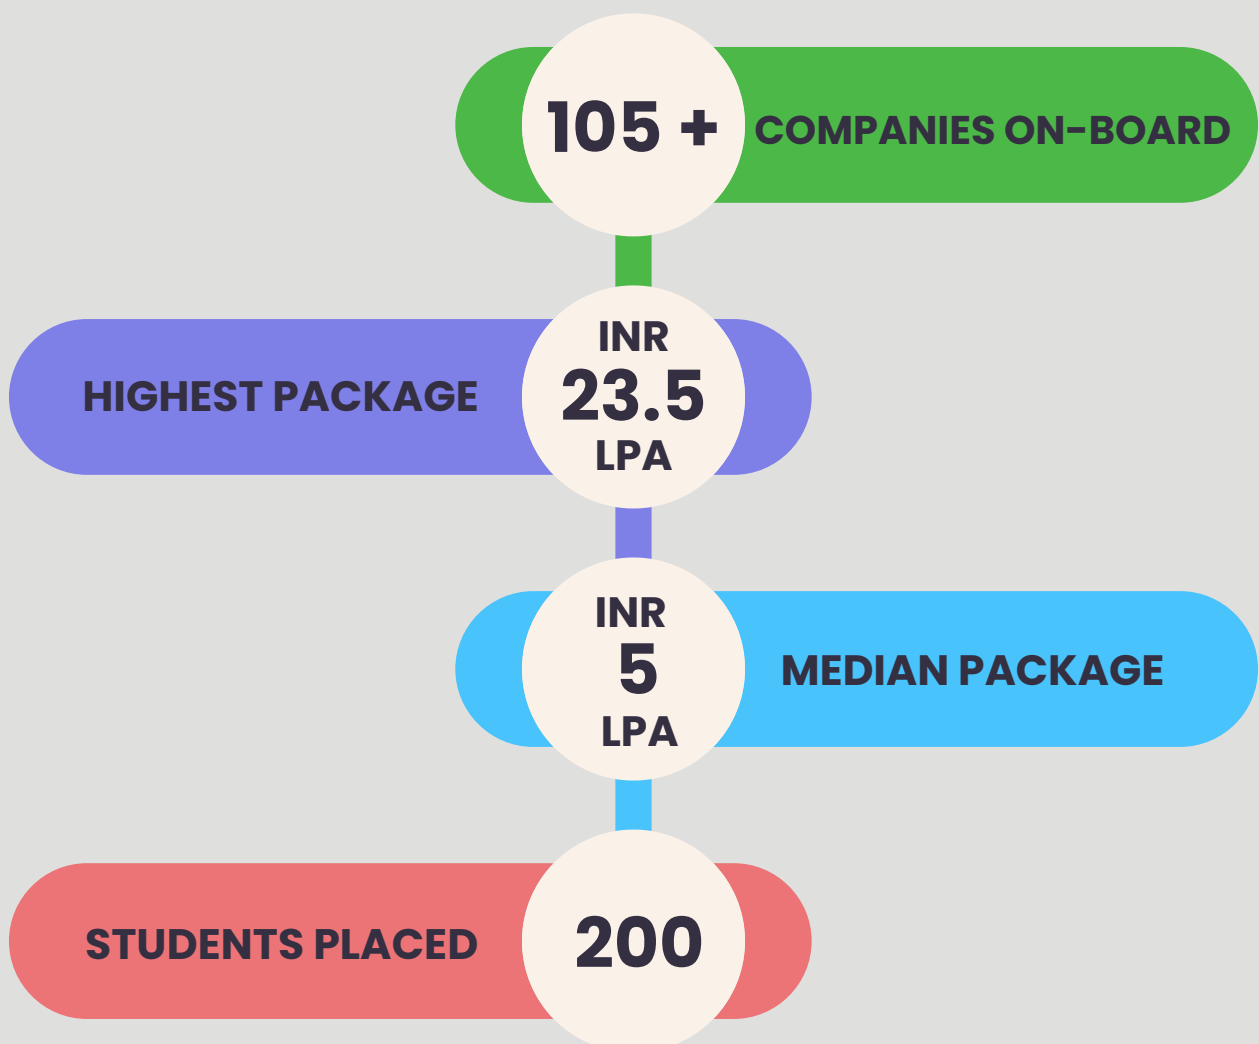 105 + COMPANIES ON-BOARD
HIGHEST PACKAGE
INR
23.5
LPA
INR
5
LPA
MEDIAN PACKAGE
STUDENTS PLACED 200